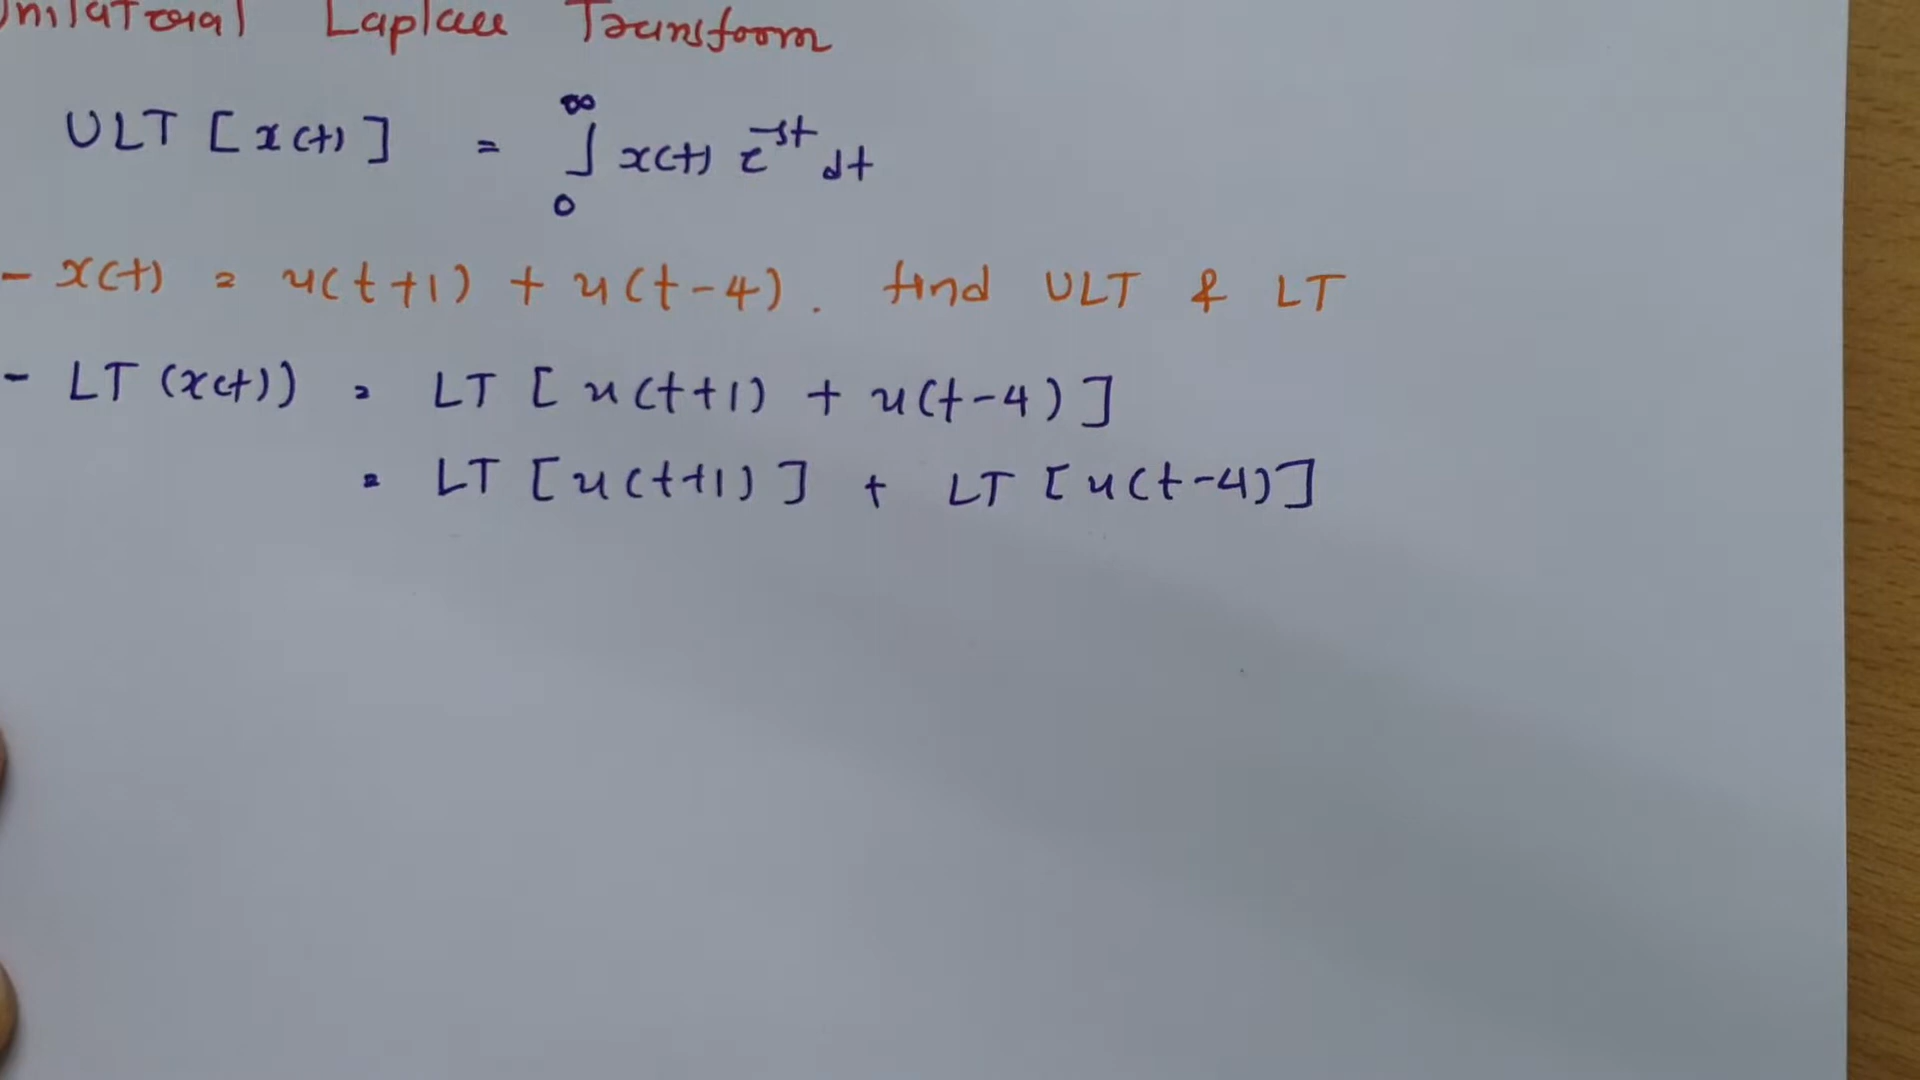 Unilateral Laplace Transform
ULT [x(t)] = ∫₀^∞ x(t) e^-st dt
- x(t) = u(t+1) + u(t-4). find ULT & LT
- LT (x(t)) = LT [u(t+1) + u(t-4)]
= LT [u(t+1)] + LT [u(t-4)]